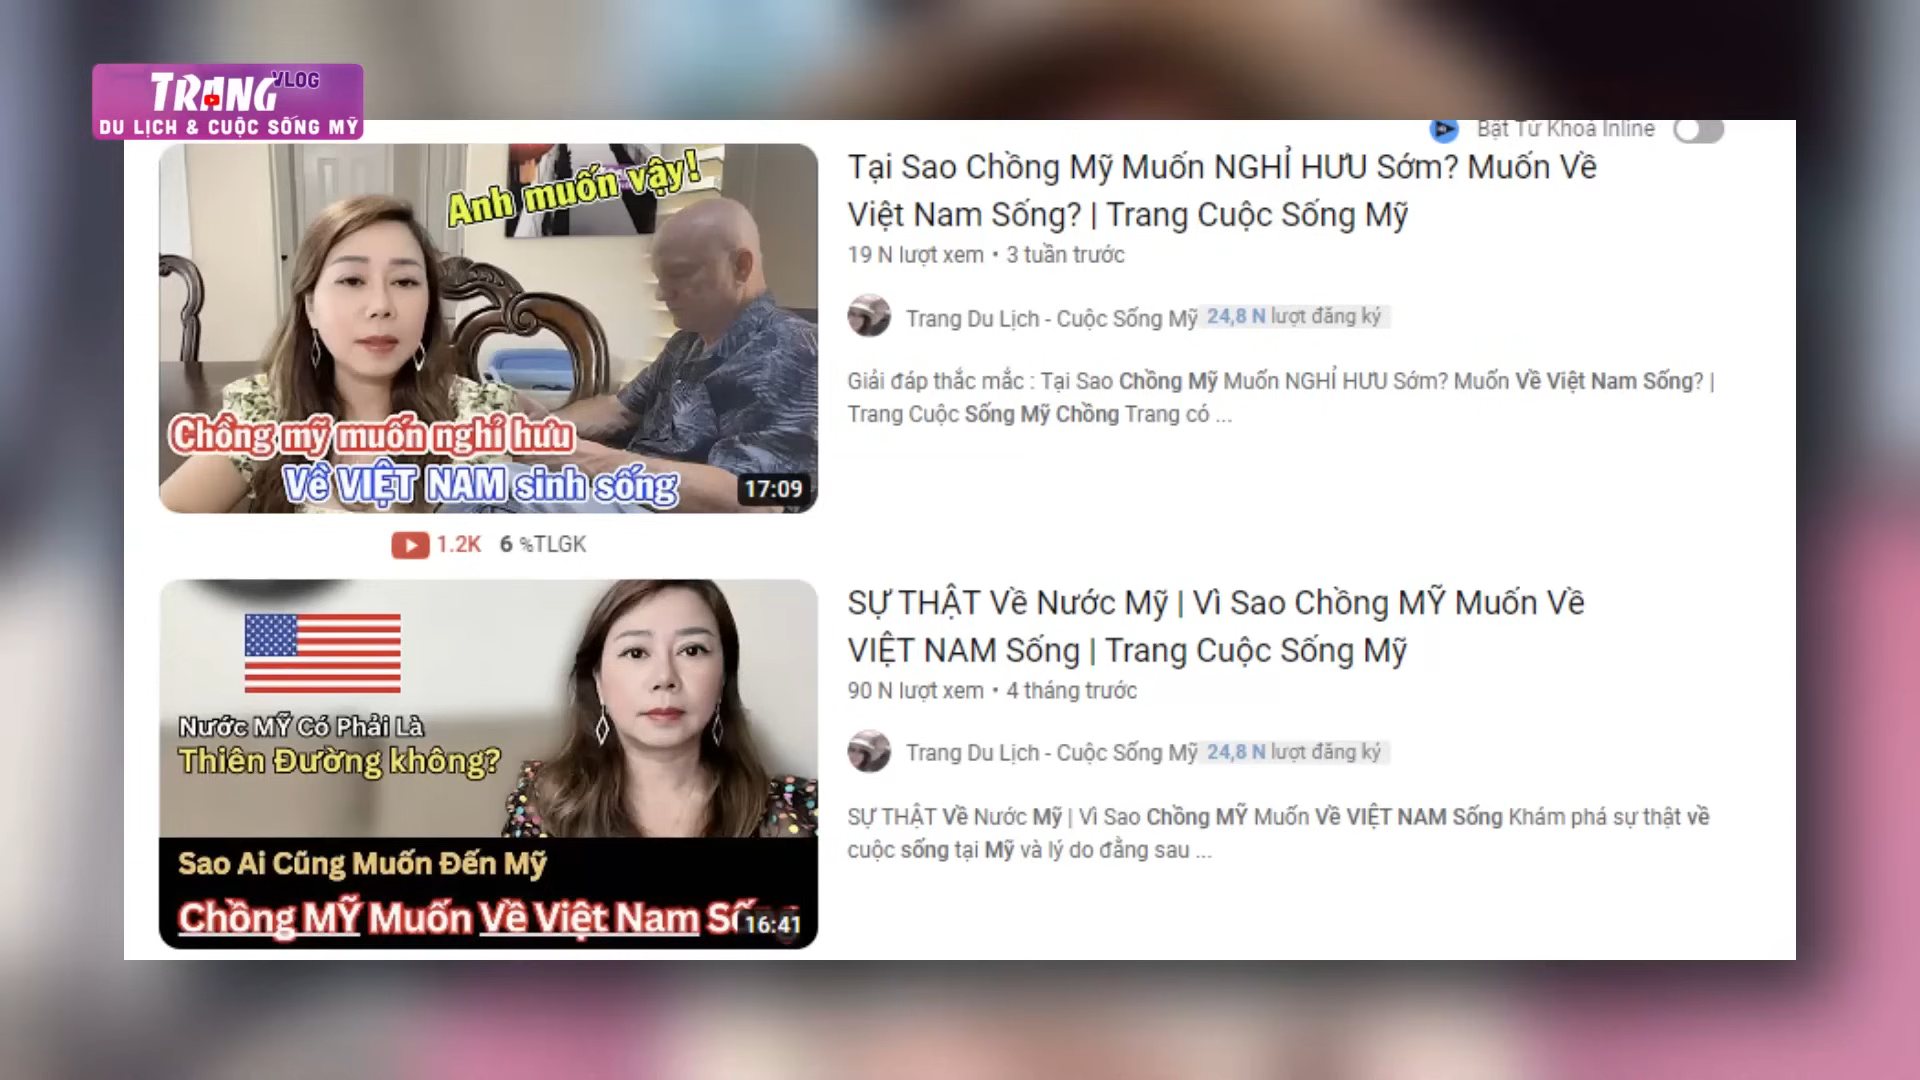 TRANG VLOG
DU LỊCH & CUỘC SỐNG MỸ
Bật Từ Khoá Inline
Anh muốn vậy!
Chồng mỹ muốn nghỉ hưu
Về VIỆT NAM sinh sống
17:09
Tại Sao Chồng Mỹ Muốn NGHỈ HƯU Sớm? Muốn Về
Việt Nam Sống? | Trang Cuộc Sống Mỹ
19 N lượt xem • 3 tuần trước
Trang Du Lịch - Cuộc Sống Mỹ 24,8 N lượt đăng ký
Giải đáp thắc mắc : Tại Sao Chồng Mỹ Muốn NGHỈ HƯU Sớm? Muốn Về Việt Nam Sống? |
Trang Cuộc Sống Mỹ Chồng Trang có ...
1.2K 6 %TLGK
Nước MỸ Có Phải Là
Thiên Đường không?
Sao Ai Cũng Muốn Đến Mỹ
Chồng MỸ Muốn Về Việt Nam
16:41
SỰ THẬT Về Nước Mỹ | Vì Sao Chồng MỸ Muốn Về
VIỆT NAM Sống | Trang Cuộc Sống Mỹ
90 N lượt xem • 4 tháng trước
Trang Du Lịch - Cuộc Sống Mỹ 24,8 N lượt đăng ký
SỰ THẬT Về Nước Mỹ | Vì Sao Chồng MỸ Muốn Về VIỆT NAM Sống Khám phá sự thật về
cuộc sống tại Mỹ và lý do đằng sau ...